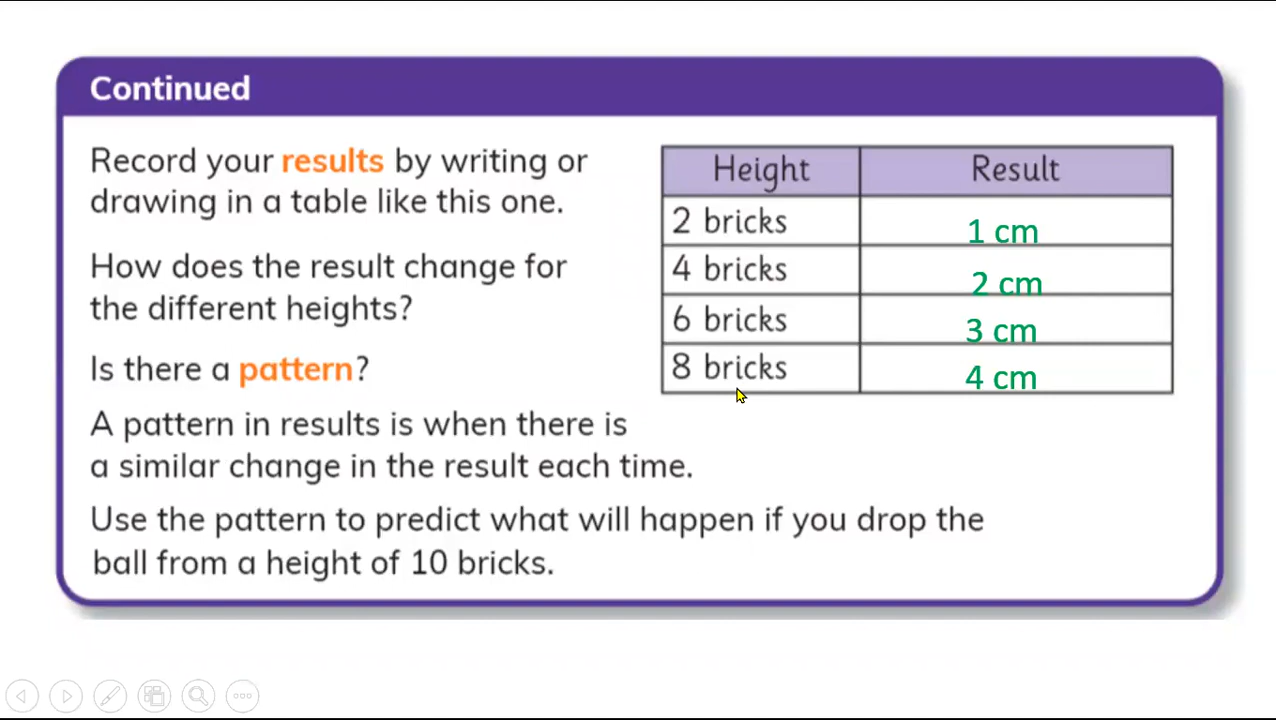 Continued
Record your results by writing or
drawing in a table like this one.
How does the result change for
the different heights?
Is there a pattern?
A pattern in results is when there is
a similar change in the result each time.
Use the pattern to predict what will happen if you drop the
ball from a height of 10 bricks.
Height Result
2 bricks 1 cm
4 bricks 2 cm
6 bricks 3 cm
8 bricks 4 cm